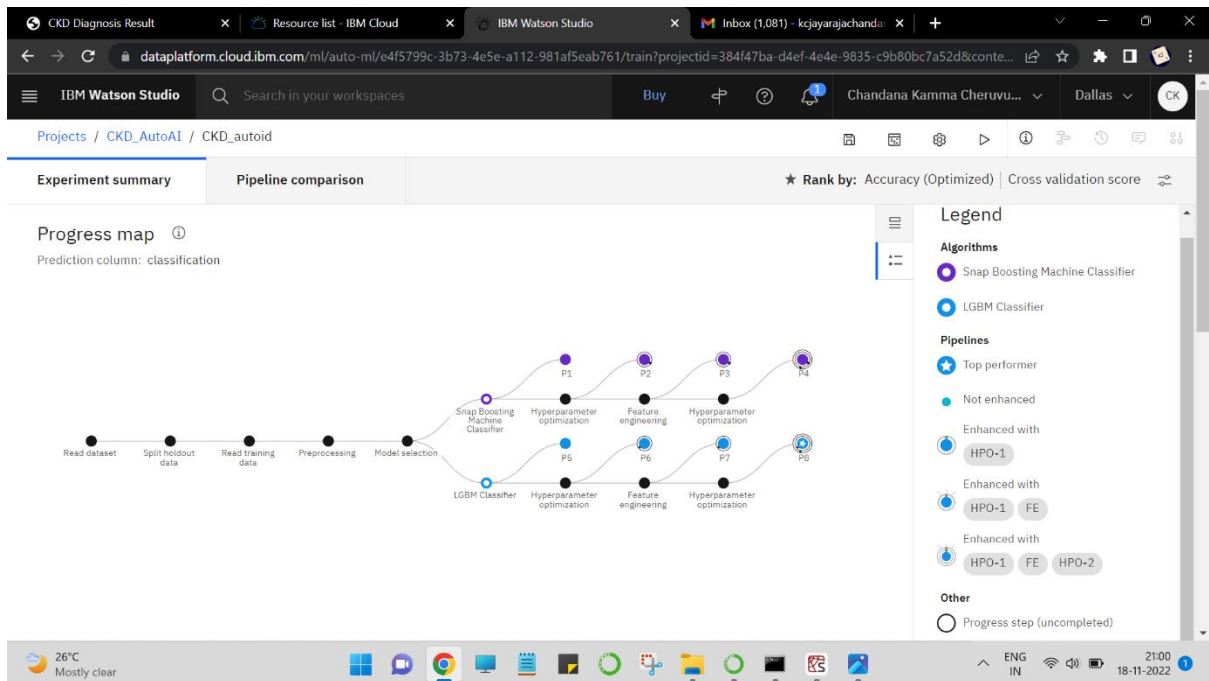 CKD Diagnosis Result
Resource list - IBM Cloud
IBM Watson Studio
Inbox (1,081) - kcjayarajachandar
dataplatform.cloud.ibm.com/ml/auto-ml/e4f5799c-3b73-4e5e-a112-981af5eab761/train?projectid=384f47ba-d4ef-4e4e-9835-c9b80bc7a52d&conte...
IBM Watson Studio
Search in your workspaces
Buy
1
Chandana Kamma Cheruvu...
Dallas
CK
Projects / CKD_AutoAI / CKD_autoid
Experiment summary
Pipeline comparison
★ Rank by: Accuracy (Optimized) | Cross validation score
Progress map
Prediction column: classification
P1
P2
P3
P4
Snap Boosting
Machine
Classifier
Hyperparameter
optimization
Feature
engineering
Hyperparameter
optimization
Read dataset
Split holdout
data
Read training
data
Preprocessing
Model selection
P5
P6
P7
P8
LGBM Classifier
Hyperparameter
optimization
Feature
engineering
Hyperparameter
optimization
Legend
Algorithms
Snap Boosting Machine Classifier
LGBM Classifier
Pipelines
Top performer
Not enhanced
Enhanced with
HPO-1
Enhanced with
HPO-1 FE
Enhanced with
HPO-1 FE HPO-2
Other
Progress step (uncompleted)
26°C
Mostly clear
ENG
IN
21:00
18-11-2022
1